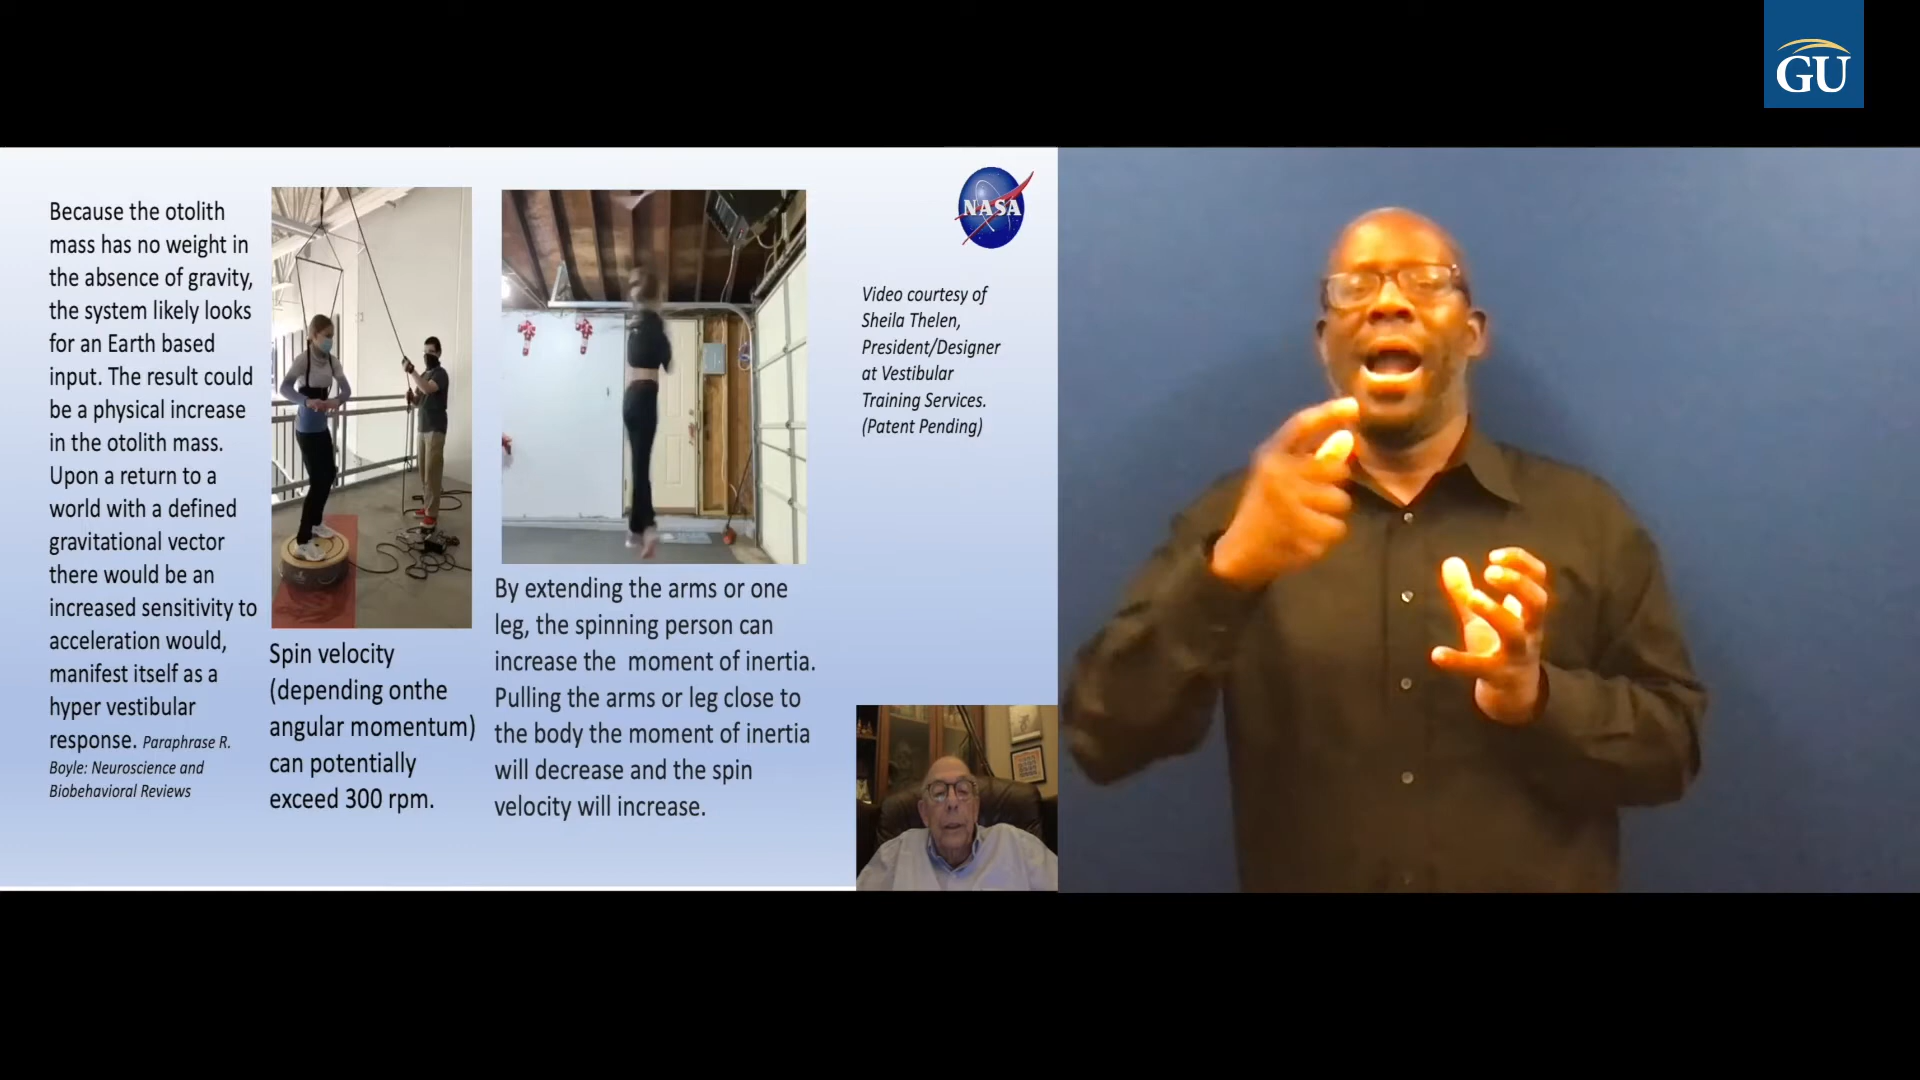 GU
NASA
Because the otolith
mass has no weight in
the absence of gravity,
the system likely looks
for an Earth based
input. The result could
be a physical increase
in the otolith mass.
Upon a return to a
world with a defined
gravitational vector
there would be an
increased sensitivity to
acceleration would,
manifest itself as a
hyper vestibular
response. Paraphrase R.
Boyle: Neuroscience and
Biobehavioral Reviews
Spin velocity
(depending onthe
angular momentum)
can potentially
exceed 300 rpm.
By extending the arms or one
leg, the spinning person can
increase the moment of inertia.
Pulling the arms or leg close to
the body the moment of inertia
will decrease and the spin
velocity will increase.
Video courtesy of
Sheila Thelen,
President/Designer
at Vestibular
Training Services.
(Patent Pending)